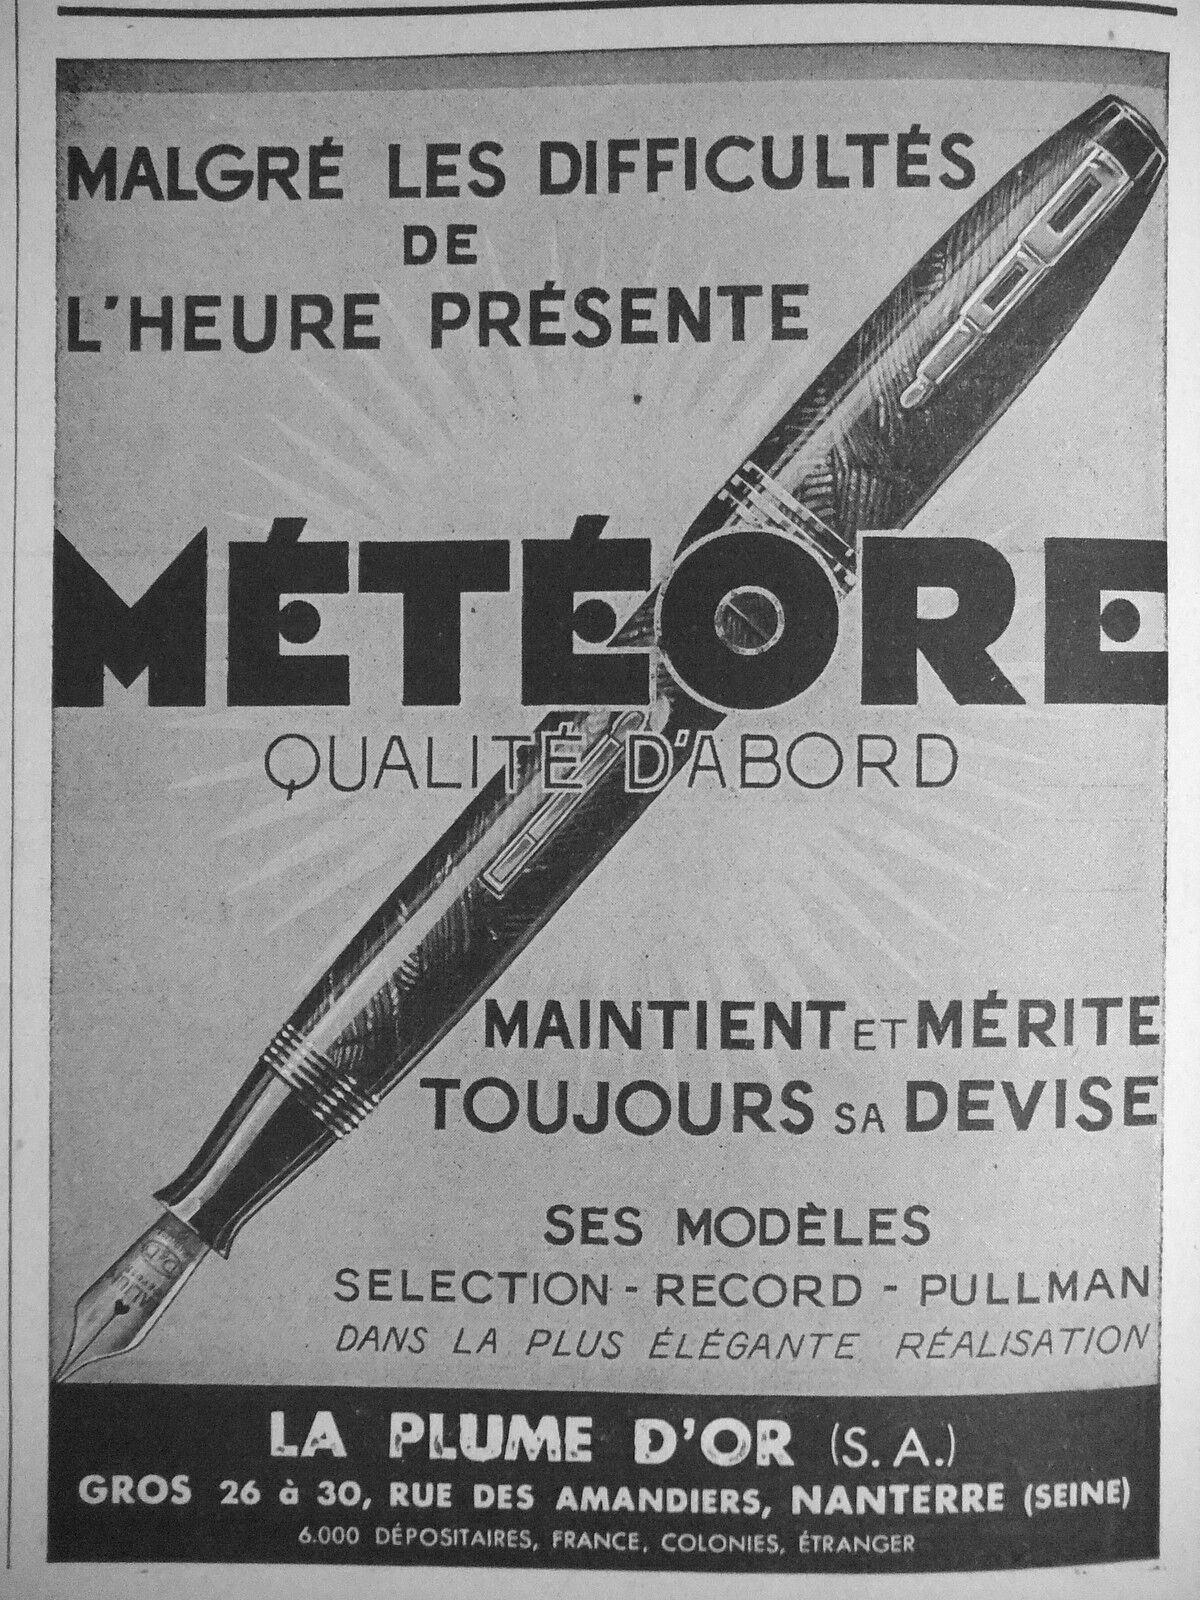 MALGRÉ LES DIFFICULTÉS
DE
L'HEURE PRÉSENTE
MÉTÉORE
QUALITÉ D'ABORD
MAINTIENT ET MÉRITE
TOUJOURS SA DEVISE
SES MODÈLES
SELECTION - RECORD - PULLMAN
DANS LA PLUS ÉLÉGANTE RÉALISATION
LA PLUME D'OR (S. A.)
GROS 26 à 30, RUE DES AMANDIERS, NANTERRE (SEINE)
6.000 DÉPOSITAIRES, FRANCE, COLONIES, ÉTRANGER